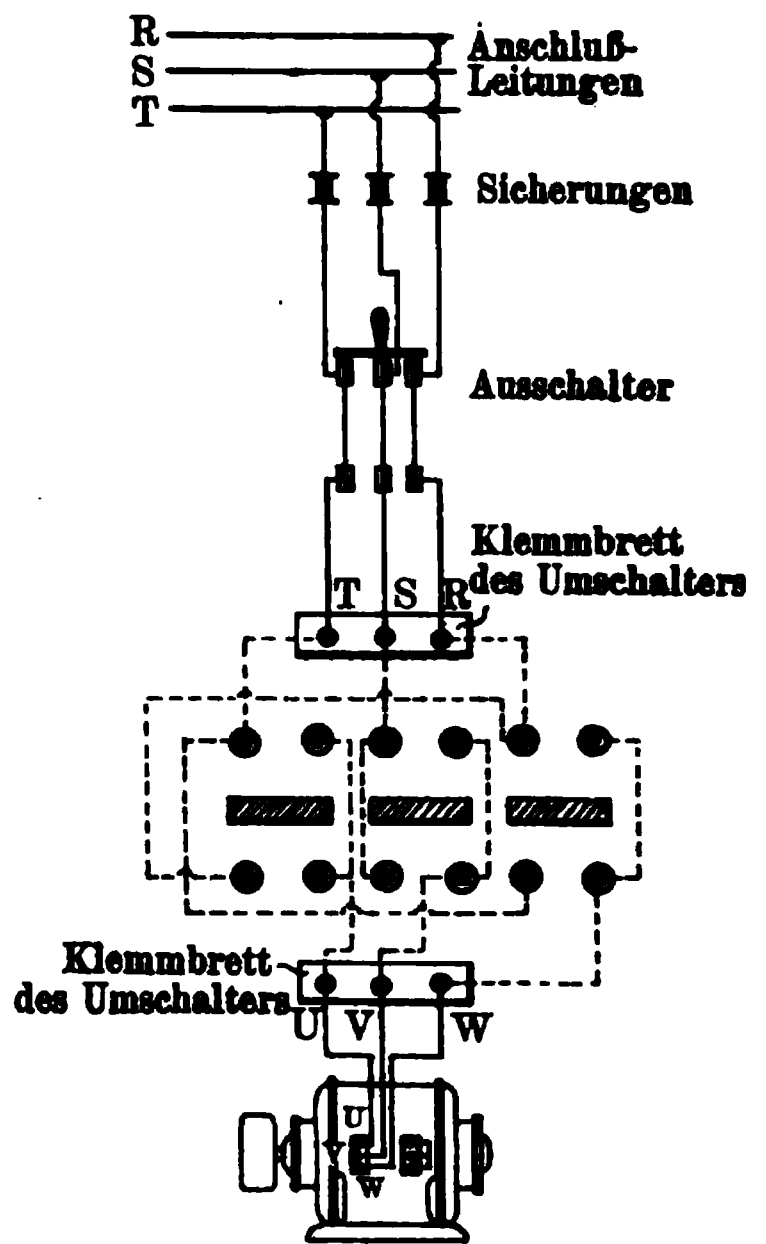 R
S
T
Anschluß-
Leitungen
Sicherungen
Ausschalter
Klemmbrett
des Umschalters
T S R
Klemmbrett
des Umschalters
U V W
U
V
W